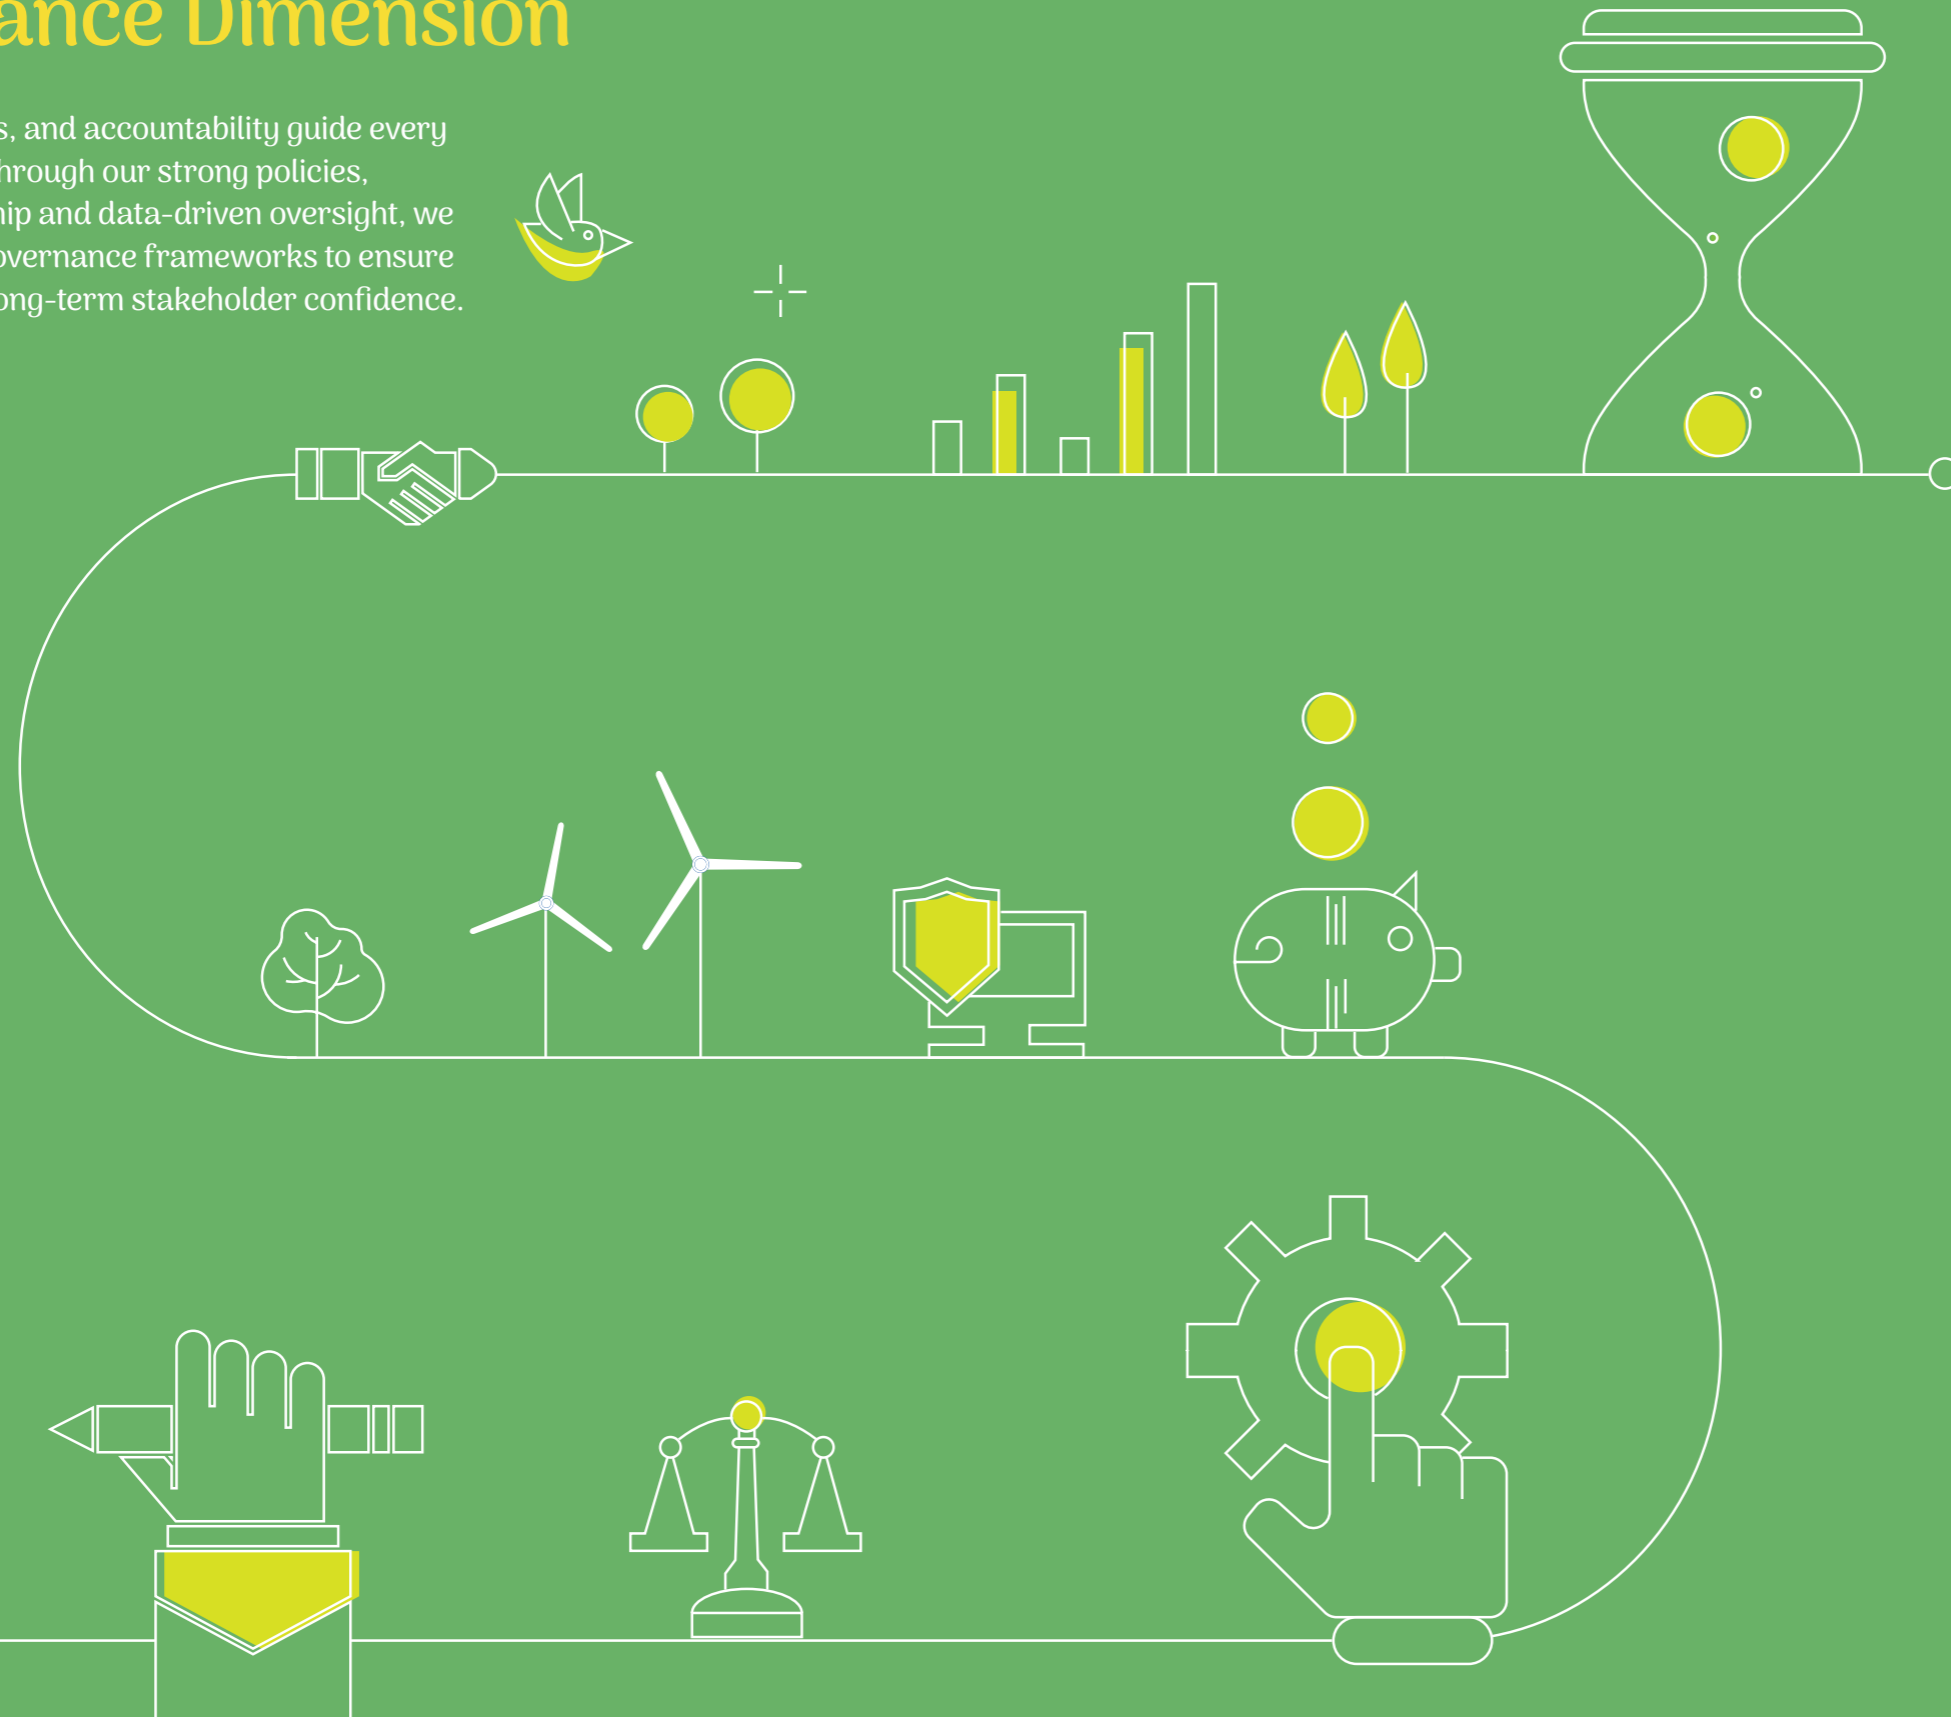 ance Dimension
s, and accountability guide every
hrough our strong policies,
ip and data-driven oversight, we
overnance frameworks to ensure
ong-term stakeholder confidence.